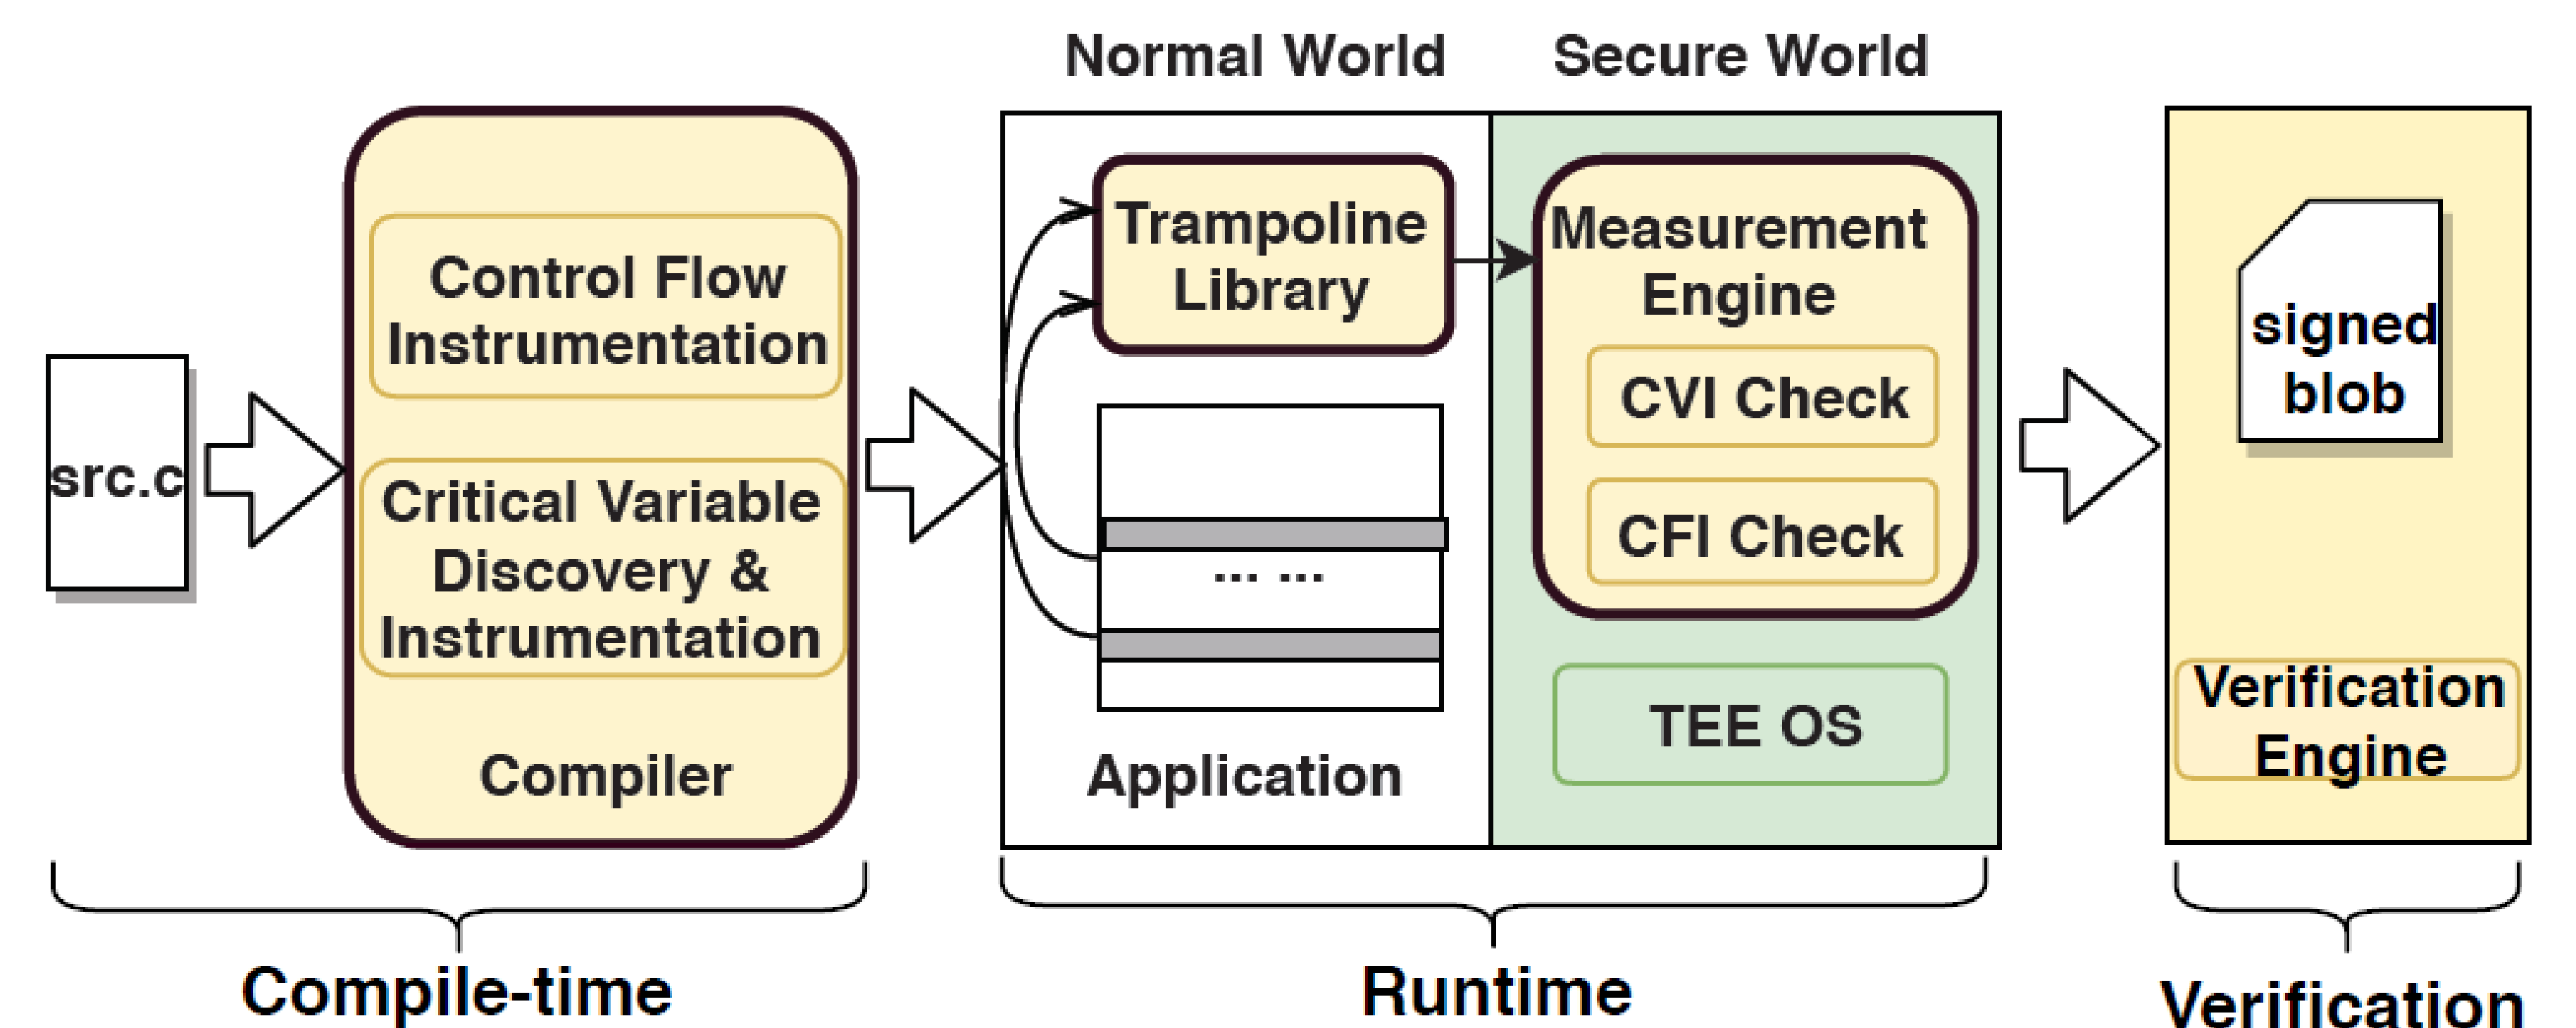 Normal World
Secure World
src.c
Control Flow
Instrumentation
Critical Variable
Discovery &
Instrumentation
Compiler
Trampoline
Library
... ...
Application
Measurement
Engine
CVI Check
CFI Check
TEE OS
signed
blob
Verification
Engine
Compile-time
Runtime
Verification